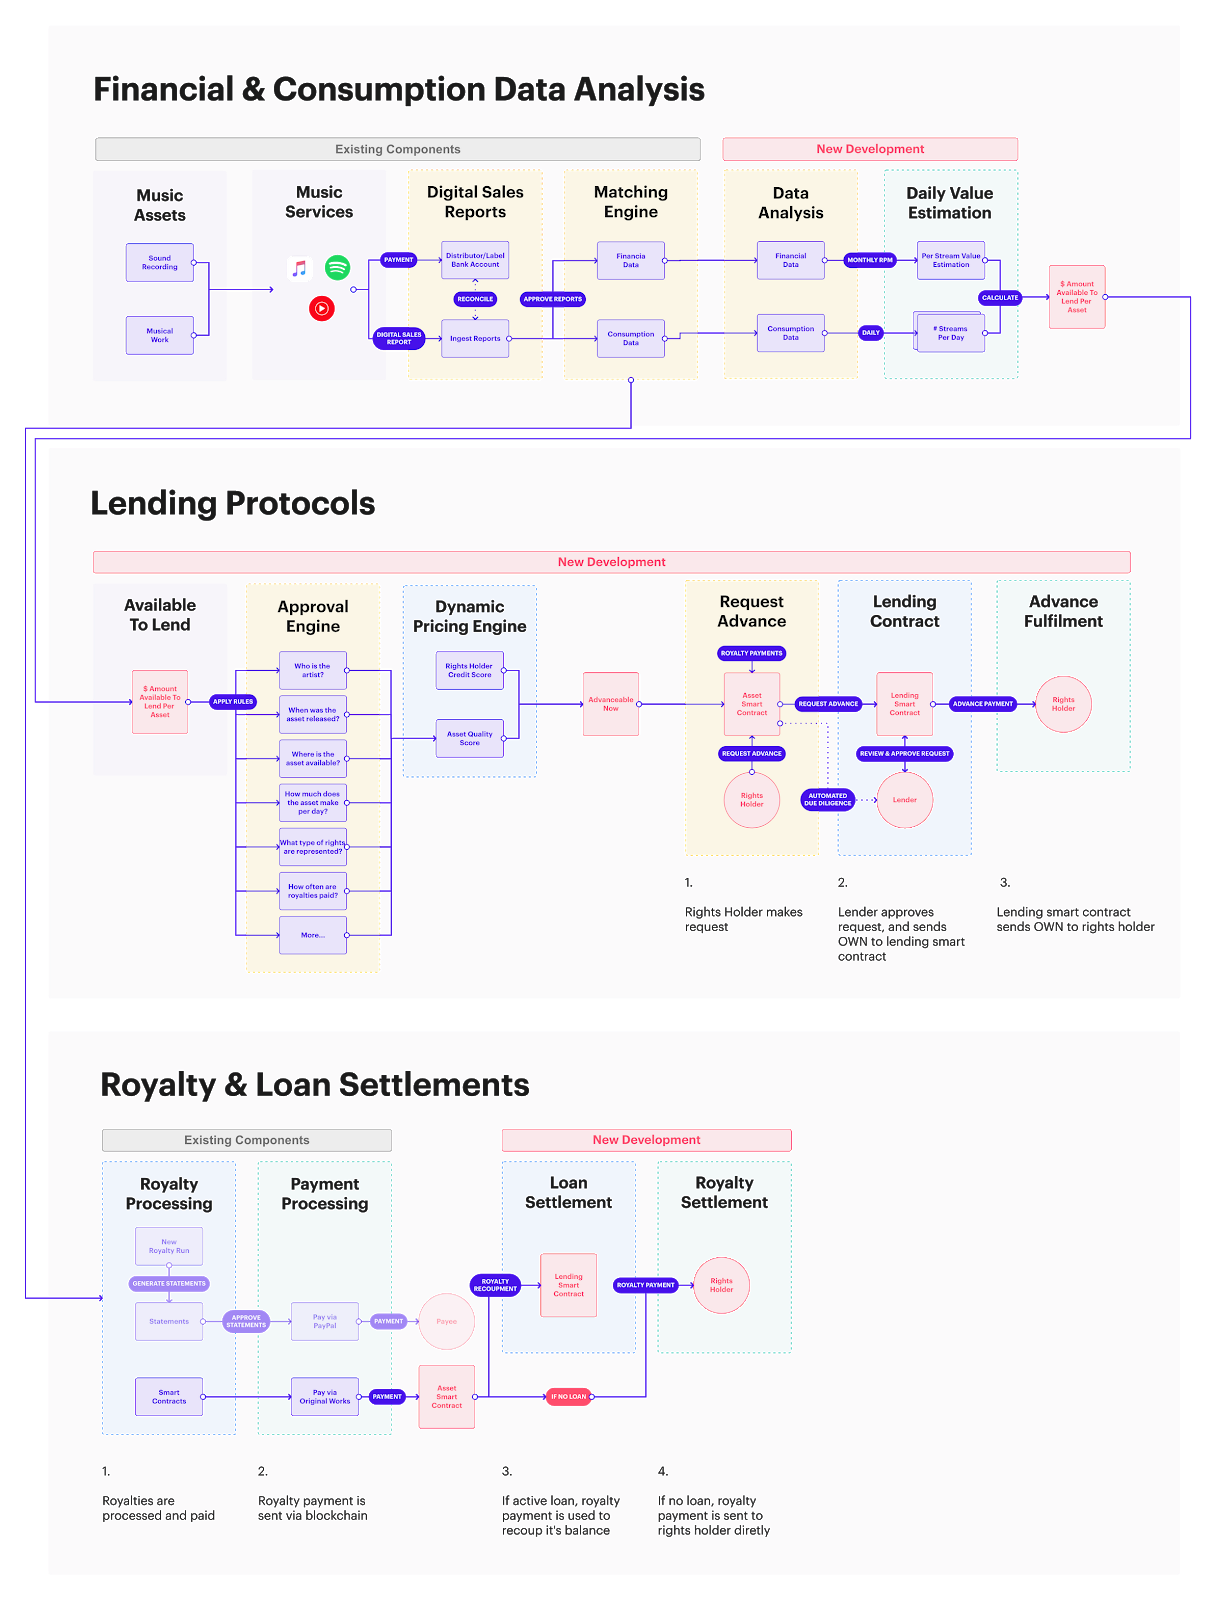 Financial & Consumption Data Analysis
Existing Components
New Development
Music
Assets
Sound
Recording
Musical
Work
Music
Services
PAYMENT
DIGITAL SALES
REPORT
Digital Sales
Reports
Distributor/Label
Bank Account
RECONCILE
Ingest Reports
APPROVE REPORTS
Matching
Engine
Financia
Data
Consumption
Data
Data
Analysis
Financial
Data
Consumption
Data
MONTHLY RPM
DAILY
Daily Value
Estimation
Per Stream Value
Estimation
# Streams
Per Day
CALCULATE
$ Amount
Available To
Lend Per
Asset
Lending Protocols
New Development
Available
To Lend
$ Amount
Available To
Lend Per
Asset
APPLY RULES
Approval
Engine
Who is the
artist?
When was the
asset released?
Where is the
asset available?
How much does
the asset make
per day?
What type of rights
are represented?
How often are
royalties paid?
More...
Dynamic
Pricing Engine
Rights Holder
Credit Score
Asset Quality
Score
Advanceable
Now
Request
Advance
ROYALTY PAYMENTS
Asset
Smart
Contract
REQUEST ADVANCE
Rights
Holder
REQUEST ADVANCE
AUTOMATED
DUE DILIGENCE
Lending
Contract
Lending
Smart
Contract
REVIEW & APPROVE REQUEST
Lender
ADVANCE PAYMENT
Advance
Fulfilment
Rights
Holder
1.
Rights Holder makes
request
2.
Lender approves
request, and sends
OWN to lending smart
contract
3.
Lending smart contract
sends OWN to rights holder
Royalty & Loan Settlements
Existing Components
New Development
Royalty
Processing
New
Royalty Run
GENERATE STATEMENTS
Statements
APPROVE
STATEMENTS
Smart
Contracts
Payment
Processing
Pay via
PayPal
PAYMENT
Payee
Pay via
Original Works
PAYMENT
Asset
Smart
Contract
ROYALTY
RECOUPMENT
Loan
Settlement
Lending
Smart
Contract
IF NO LOAN
ROYALTY PAYMENT
Royalty
Settlement
Rights
Holder
1.
Royalties are
processed and paid
2.
Royalty payment is
sent via blockchain
3.
If active loan, royalty
payment is used to
recoup it's balance
4.
If no loan, royalty
payment is sent to
rights holder diretly